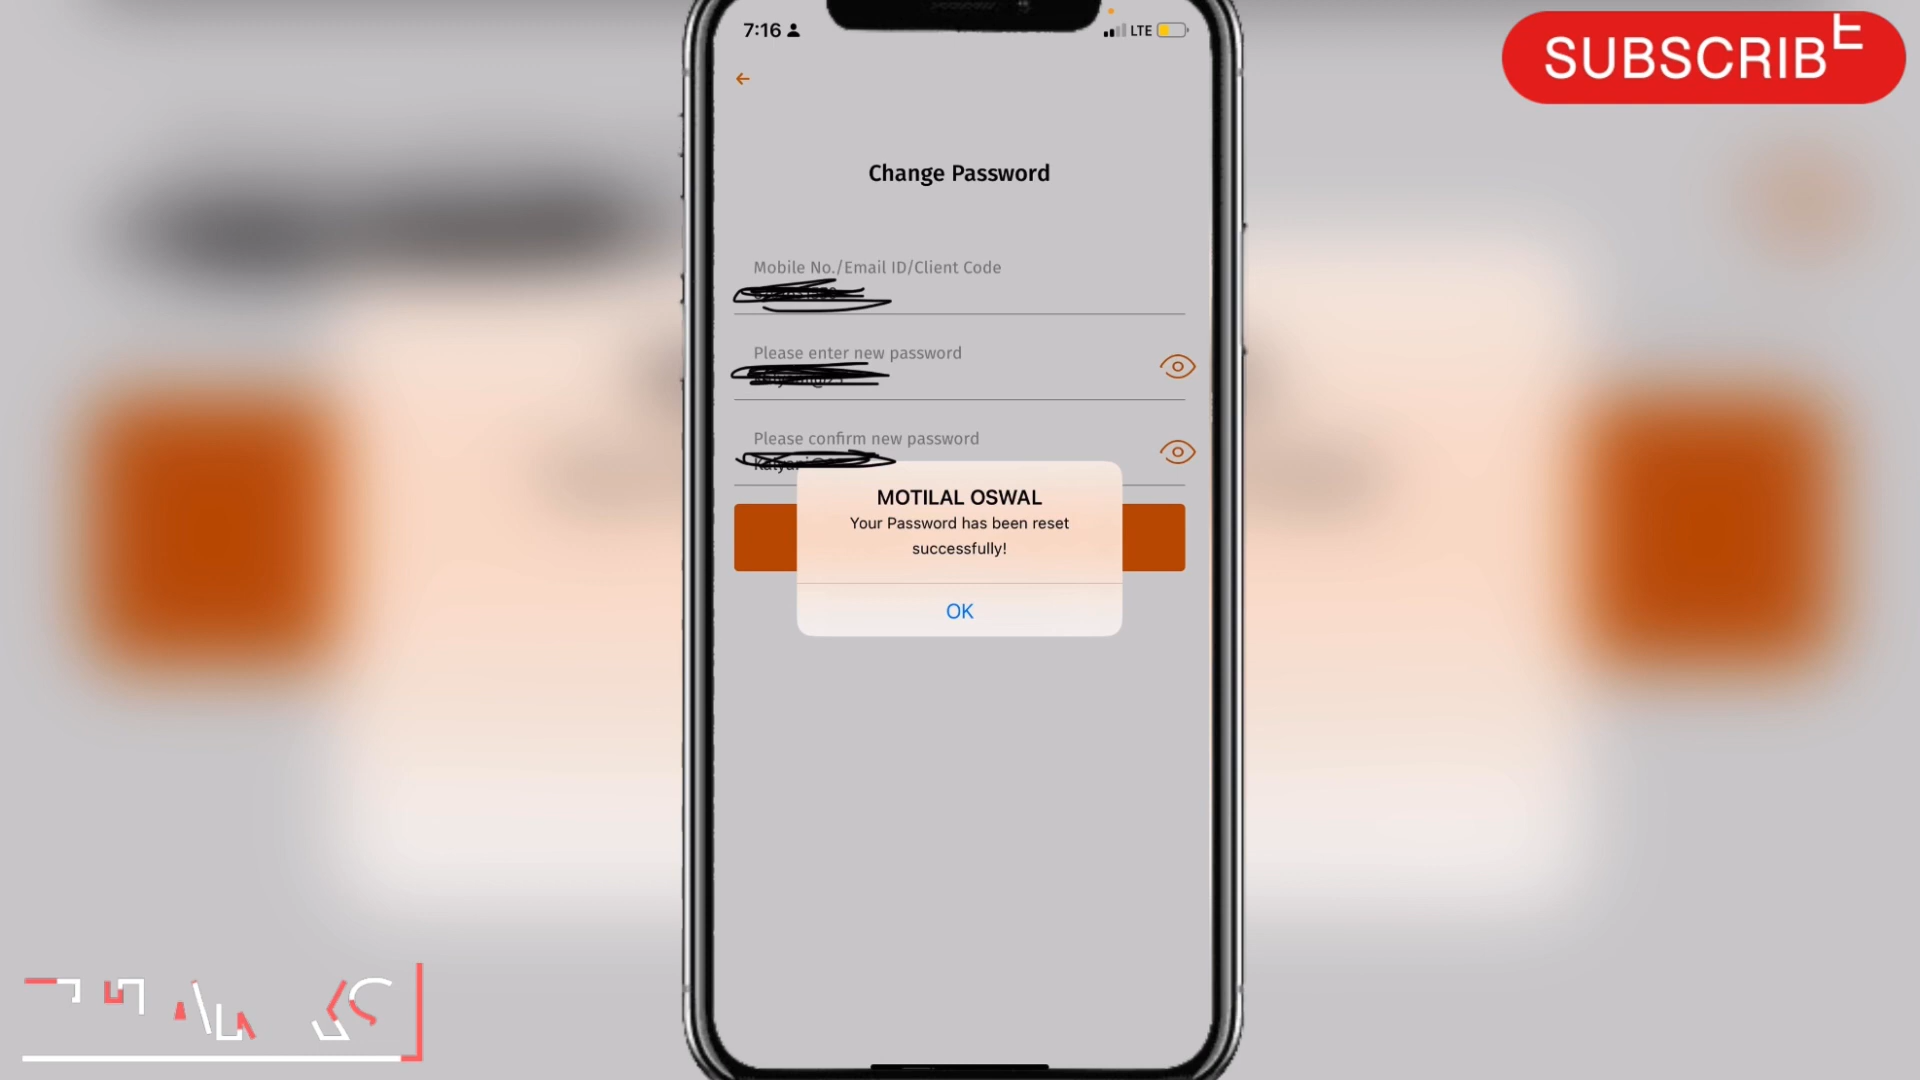 7:16
LTE
SUBSCRIBE
Change Password
Mobile No./Email ID/Client Code
Please enter new password
Please confirm new password
MOTILAL OSWAL
Your Password has been reset
successfully!
OK